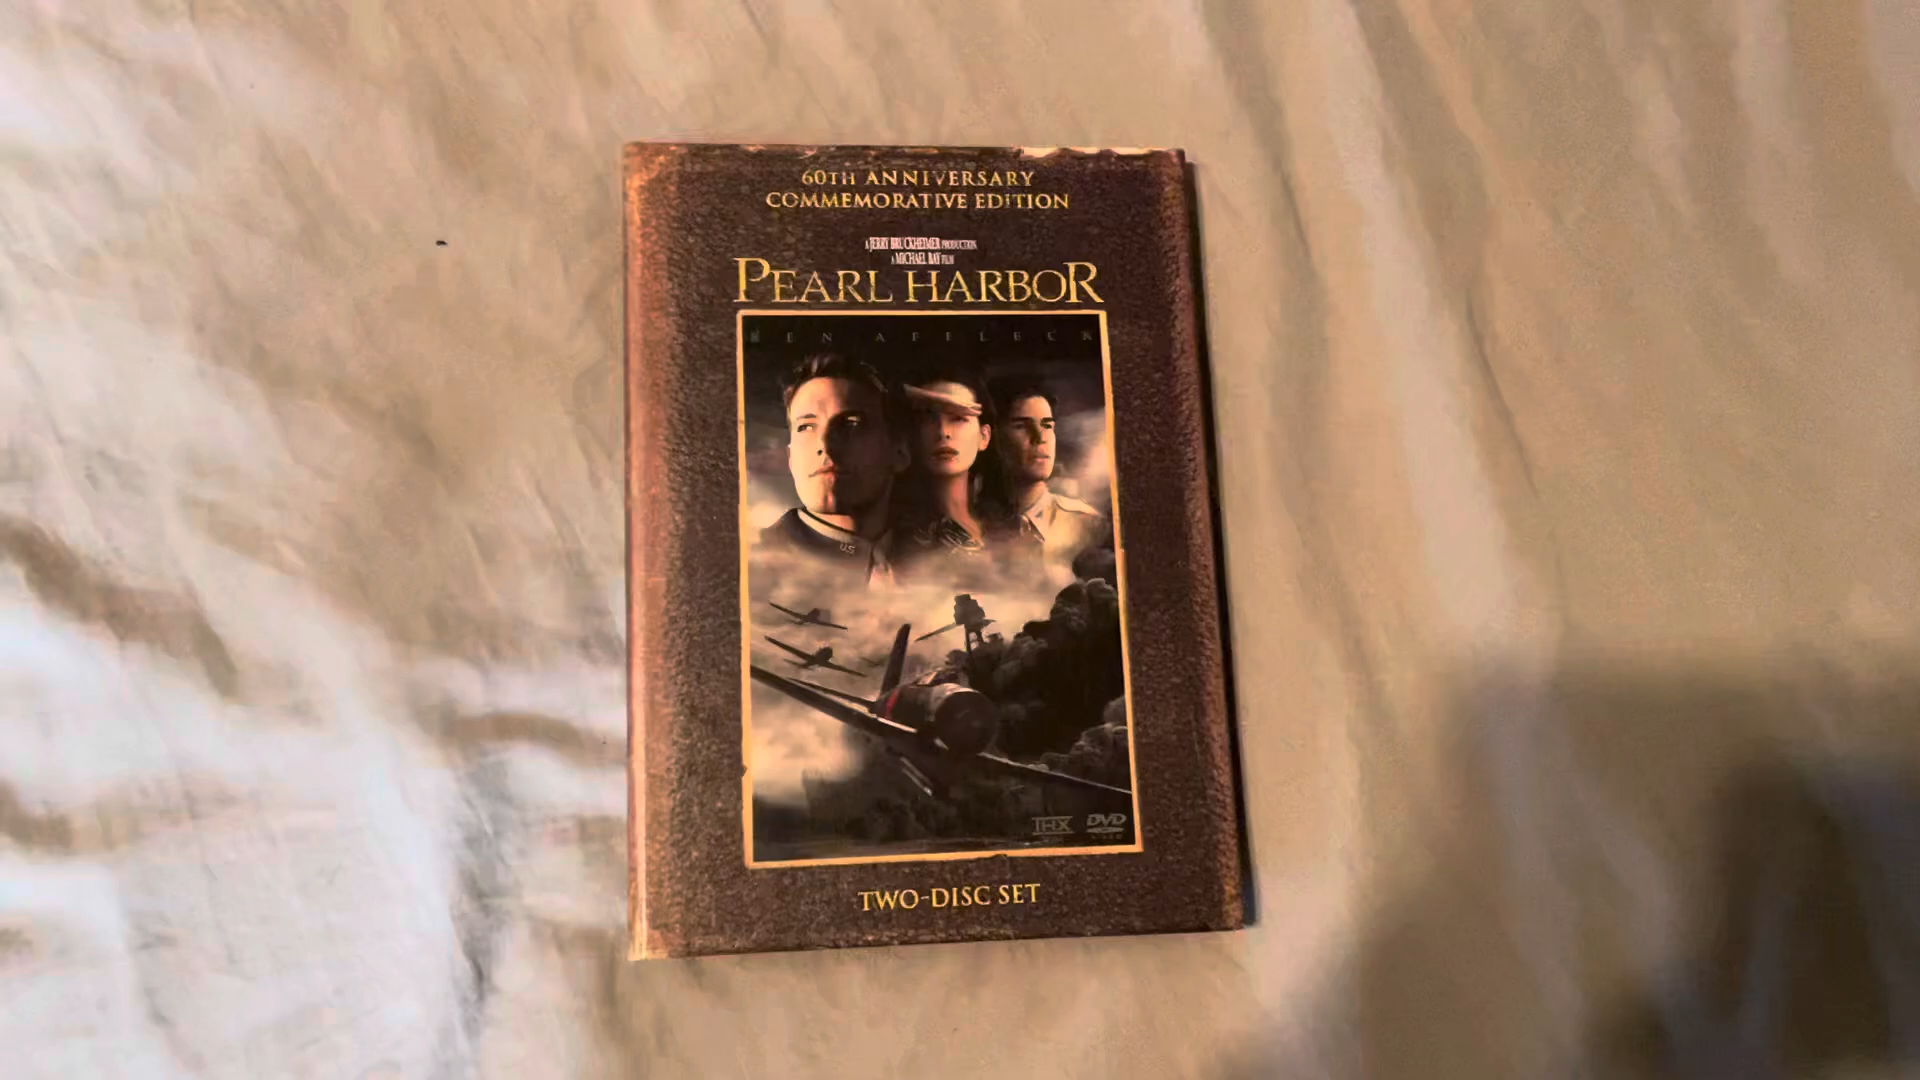 60TH ANNIVERSARY
COMMEMORATIVE EDITION
A JERRY BRUCKHEIMER PRODUCTION
A MICHAEL BAY FILM
PEARL HARBOR
BEN AFFLECK
U.S
THX
DVD
VIDEO
TWO-DISC SET